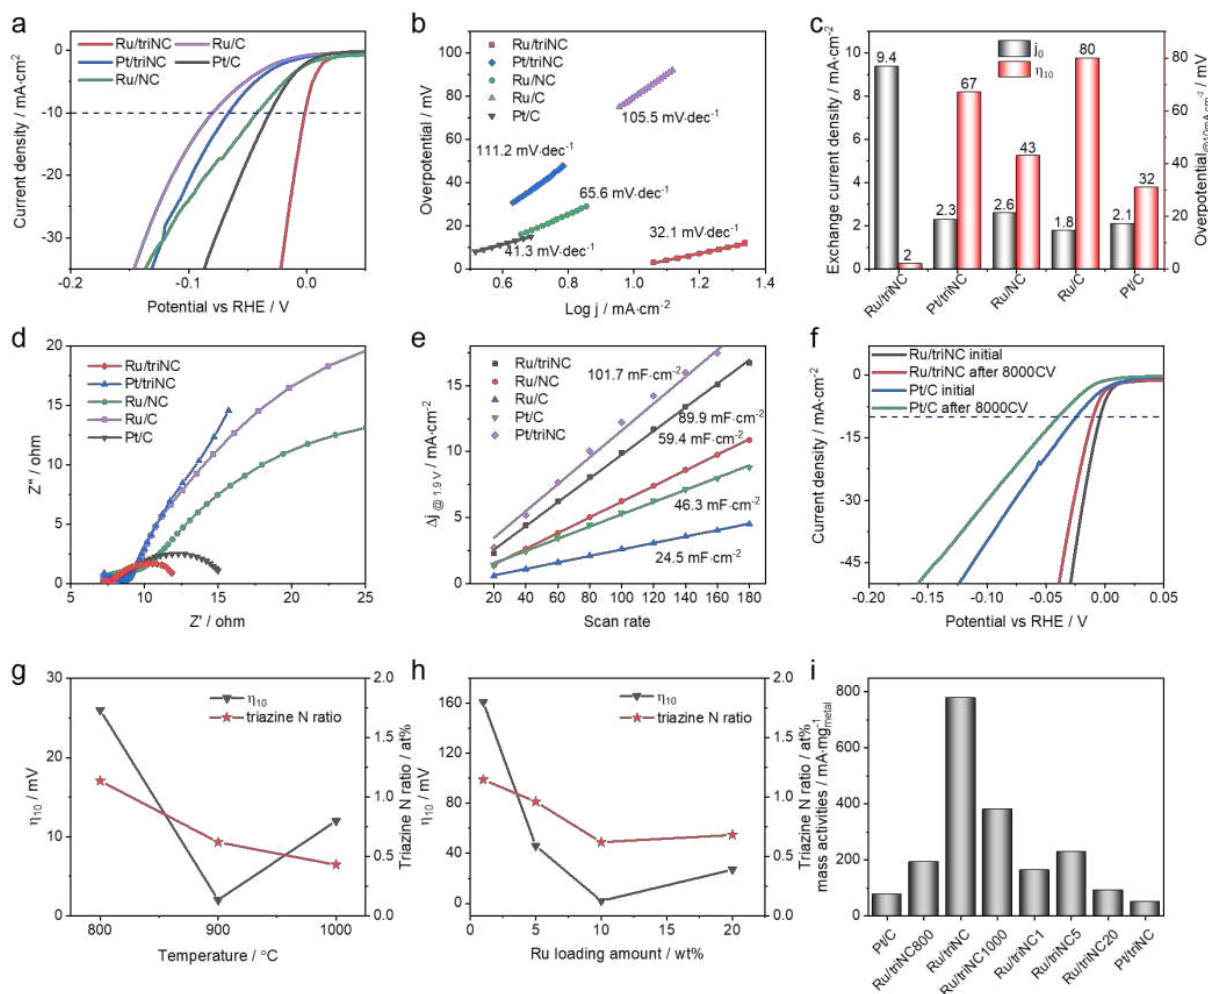 a
Ru/triNC
Ru/C
Pt/triNC
Pt/C
Ru/NC
Current density / mA·cm⁻²
0
-10
-20
-30
-0.2
-0.1
0.0
Potential vs RHE / V
b
Ru/triNC
Pt/triNC
Ru/NC
Ru/C
Pt/C
105.5 mV·dec⁻¹
111.2 mV·dec⁻¹
65.6 mV·dec⁻¹
32.1 mV·dec⁻¹
41.3 mV·dec⁻¹
Overpotential / mV
100
80
60
40
20
0
0.6
0.8
1.0
1.2
1.4
Log j / mA·cm⁻²
c
j₀
η₁₀
9.4
2
2.3
67
2.6
43
1.8
80
2.1
32
Exchange current density / mA·cm⁻²
10
8
6
4
2
0
Overpotential@10mA·cm⁻² / mV
80
60
40
20
0
Ru/triNC
Pt/triNC
Ru/NC
Ru/C
Pt/C
d
Ru/triNC
Pt/triNC
Ru/NC
Ru/C
Pt/C
Z" / ohm
20
15
10
5
0
5
10
15
20
25
Z' / ohm
e
Ru/triNC
Ru/NC
Ru/C
Pt/C
Pt/triNC
101.7 mF·cm⁻²
89.9 mF·cm⁻²
59.4 mF·cm⁻²
46.3 mF·cm⁻²
24.5 mF·cm⁻²
Δj @ 1.9 V / mA·cm⁻²
15
10
5
0
20
40
60
80
100
120
140
160
180
Scan rate
f
Ru/triNC initial
Ru/triNC after 8000CV
Pt/C initial
Pt/C after 8000CV
Current density / mA·cm⁻²
0
-15
-30
-45
-0.20
-0.15
-0.10
-0.05
0.00
0.05
Potential vs RHE / V
g
η₁₀
triazine N ratio
η₁₀ / mV
30
20
10
0
Triazine N ratio / at%
2.0
1.5
1.0
0.5
0.0
800
900
1000
Temperature / °C
h
η₁₀
triazine N ratio
η₁₀ / mV
160
120
80
40
0
Triazine N ratio / at%
2.0
1.5
1.0
0.5
0.0
0
5
10
15
20
Ru loading amount / wt%
i
mass activities / mA·mg⁻¹metal
800
600
400
200
0
Pt/C
Ru/triNC800
Ru/triNC
Ru/triNC1000
Ru/triNC1
Ru/triNC5
Ru/triNC20
Pt/triNC